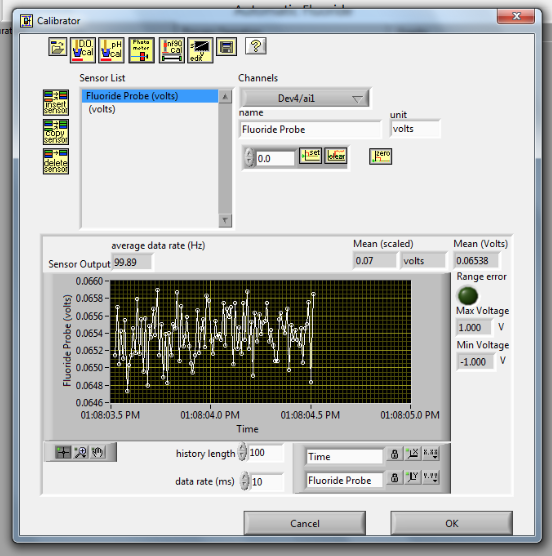 Automatic Fluoride
Calibrator
D.O. cal
pH cal
Photo meter
ni90 cal
edit
?
Sensor List
Channels
insert sensor
Fluoride Probe (volts)
(volts)
Dev4/ai1
name
unit
copy sensor
Fluoride Probe
volts
delete sensor
0.0
set
clear
zero
average data rate (Hz)
Mean (scaled)
Mean (Volts)
Sensor Output
99.89
0.07
volts
0.06538
Range error
Max Voltage
1.000 V
Min Voltage
-1.000 V
Fluoride Probe (volts)
0.0660
0.0658
0.0656
0.0654
0.0652
0.0650
0.0648
0.0646
01:08:03.5 PM
01:08:04.0 PM
01:08:04.5 PM
01:08:05.0 PM
Time
history length
100
Time
X
X.XX
data rate (ms)
10
Fluoride Probe
Y
Y.YY
Cancel
OK